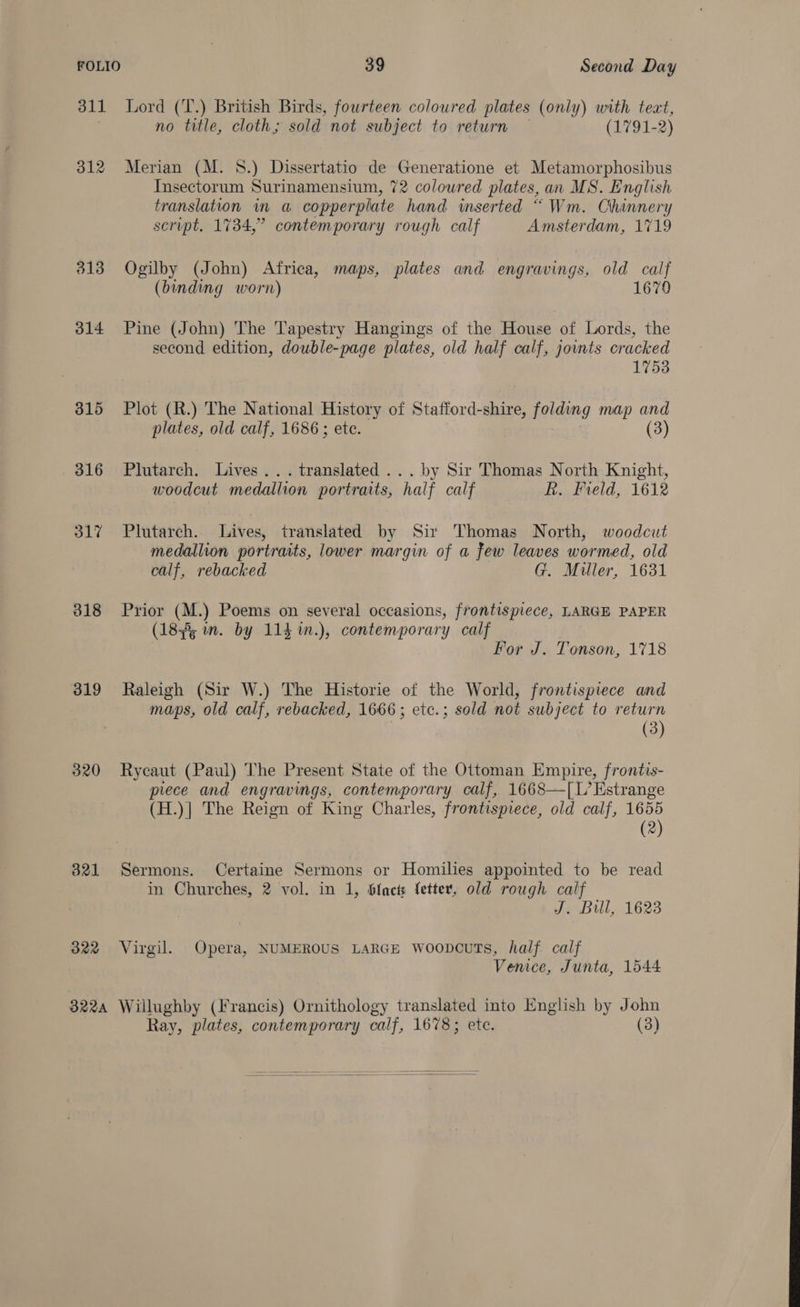 FOLIO 39 Second Day
311 Lord (T.) British Birds, fourteen coloured plates (only) with text,
no title, cloth; sold not subject to return (1791-2)
312 Merian (M. S.) Dissertatio de Generatione et Metamorphosibus
Insectorum Surinamensium, 72 coloured plates, an MS. English
translation in a copperplate hand inserted “Wm. Chinnery
script. 1734,” contemporary rough calf Amsterdam, 1719
313 Ogilby (John) Africa, maps, plates and engravings, old calf
(binding worn) 1670
314 Pine (John) The Tapestry Hangings of the House of Lords, the
second edition, double-page plates, old half calf, joints cracked
1753
315 Plot (R.) The National History of Stafford-shire, folding map and
plates, old calf, 1686; etc. (3)
316 Plutarch. Lives ... translated ... by Sir Thomas North Knight,
woodcut medallion portraits, half calf R. Field, 1612
317 Plutarch. Lives, translated by Sir Thomas North, woodcut
medallion portraits, lower margin of a few leaves wormed, old
calf, rebacked G. Miller, 1631
318 Prior (M.) Poems on several occasions, frontispiece, LARGE PAPER
in. by 11½ in.), contemporary calf
For J. Tonson, 1718
319 Raleigh (Sir W.) The Historie of the World, frontispiece and
maps, old calf, rebacked, 1666; etc.; sold not subject to return
(3)
320 Rycaut (Paul) The Present State of the Ottoman Empire, frontis-
piece and engravings, contemporary calf, 1668—[L'Estrange
(H.)] The Reign of King Charles, frontispiece, old calf, 1655
(2)
321 Sermons. Certaine Sermons or Homilies appointed to be read
in Churches, 2 vol. in 1, black letter, old rough calf
J. Bill, 1623
322 Virgil. Opera, NUMEROUS LARGE WOODCUTS, half calf
Venice, Junta, 1544
322A Willughby (Francis) Ornithology translated into English by John
Ray, plates, contemporary calf, 1678; etc. (3)